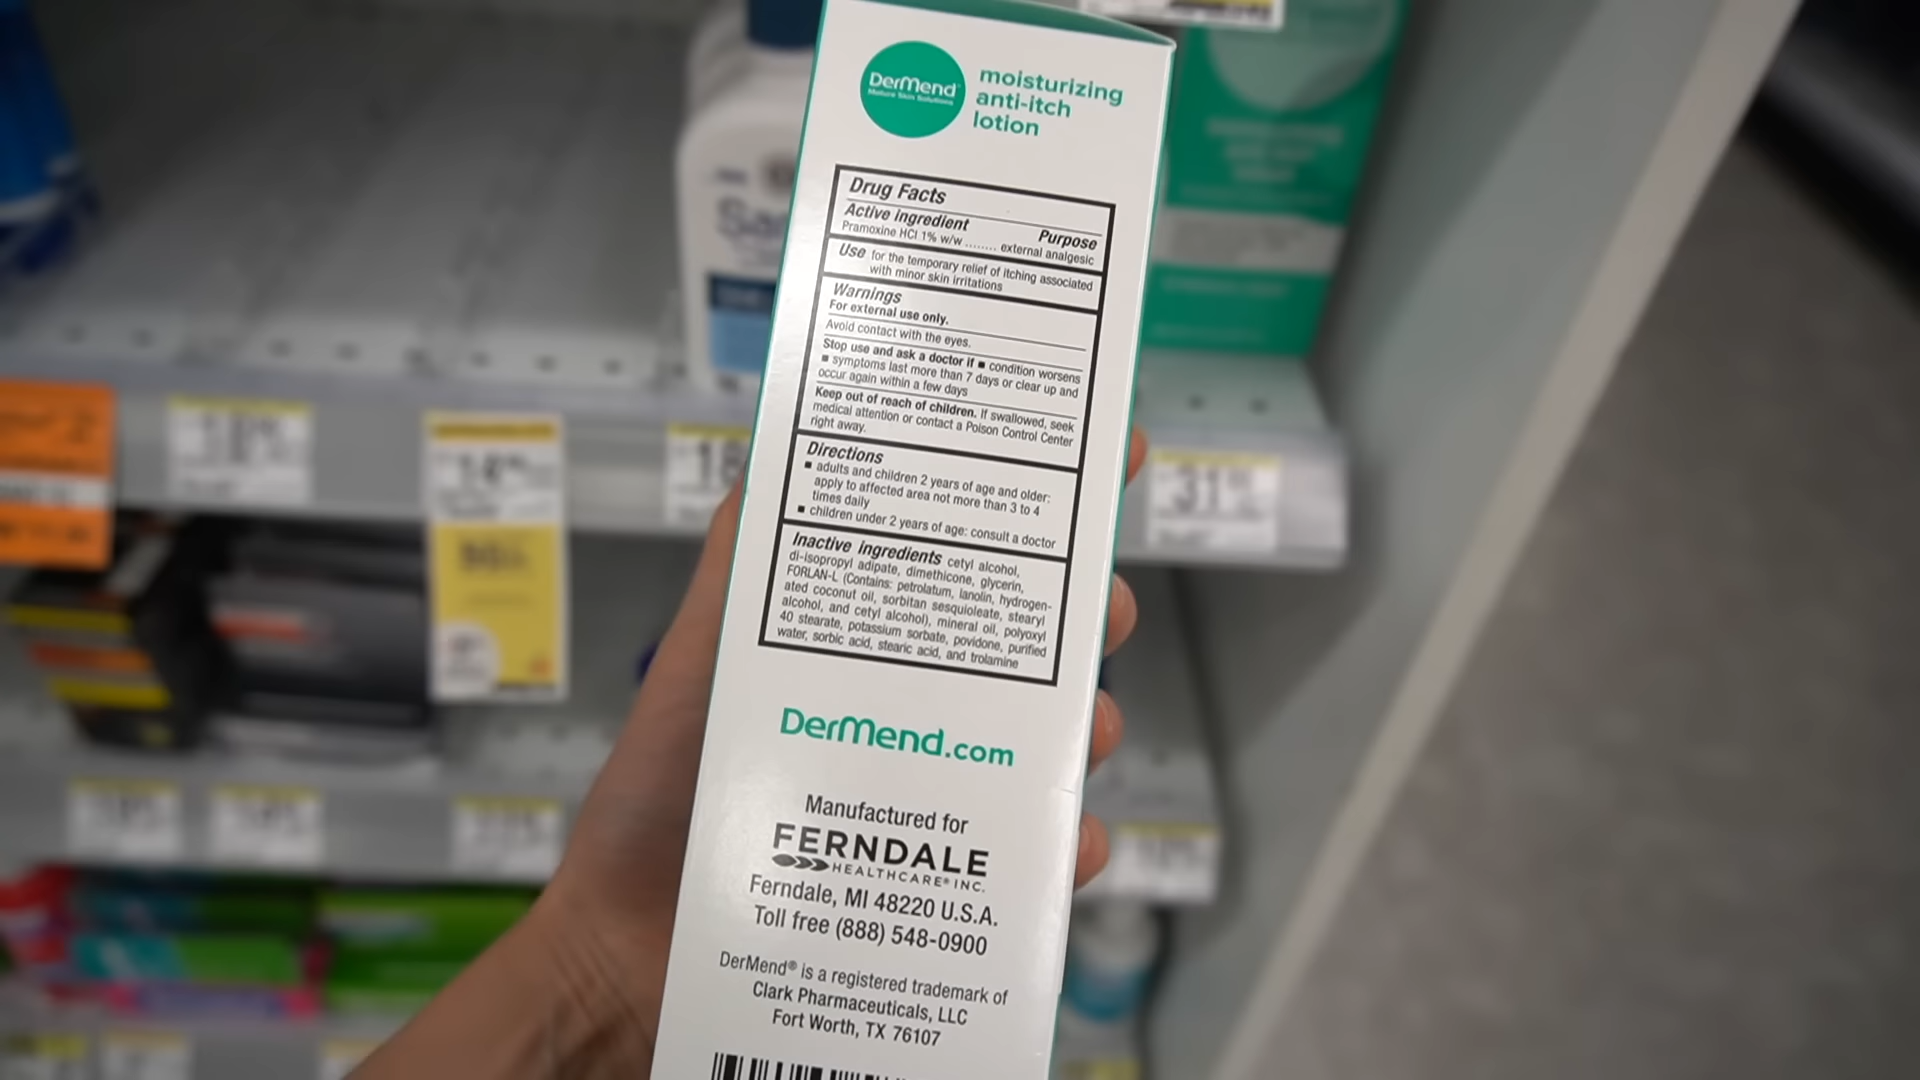 DerMend
Mature Skin Solutions
moisturizing
anti-itch
lotion
Drug Facts
Active ingredient Purpose
Pramoxine HCl 1% w/w ........ external analgesic
Use for the temporary relief of itching associated
with minor skin irritations
Warnings
For external use only.
Avoid contact with the eyes.
Stop use and ask a doctor if ▪ condition worsens
▪ symptoms last more than 7 days or clear up and
occur again within a few days
Keep out of reach of children. If swallowed, seek
medical attention or contact a Poison Control Center
right away.
Directions
▪ adults and children 2 years of age and older:
apply to affected area not more than 3 to 4
times daily
▪ children under 2 years of age: consult a doctor
Inactive ingredients cetyl alcohol,
di-isopropyl adipate, dimethicone, glycerin,
FORLAN-L (Contains: petrolatum, lanolin, hydrogen-
ated coconut oil, sorbitan sesquioleate, stearyl
alcohol, and cetyl alcohol), mineral oil, polyoxyl
40 stearate, potassium sorbate, povidone, purified
water, sorbic acid, stearic acid, and trolamine
DerMend.com
Manufactured for
FERNDALE
HEALTHCARE® INC.
Ferndale, MI 48220 U.S.A.
Toll free (888) 548-0900
DerMend® is a registered trademark of
Clark Pharmaceuticals, LLC
Fort Worth, TX 76107
18
14
18
31